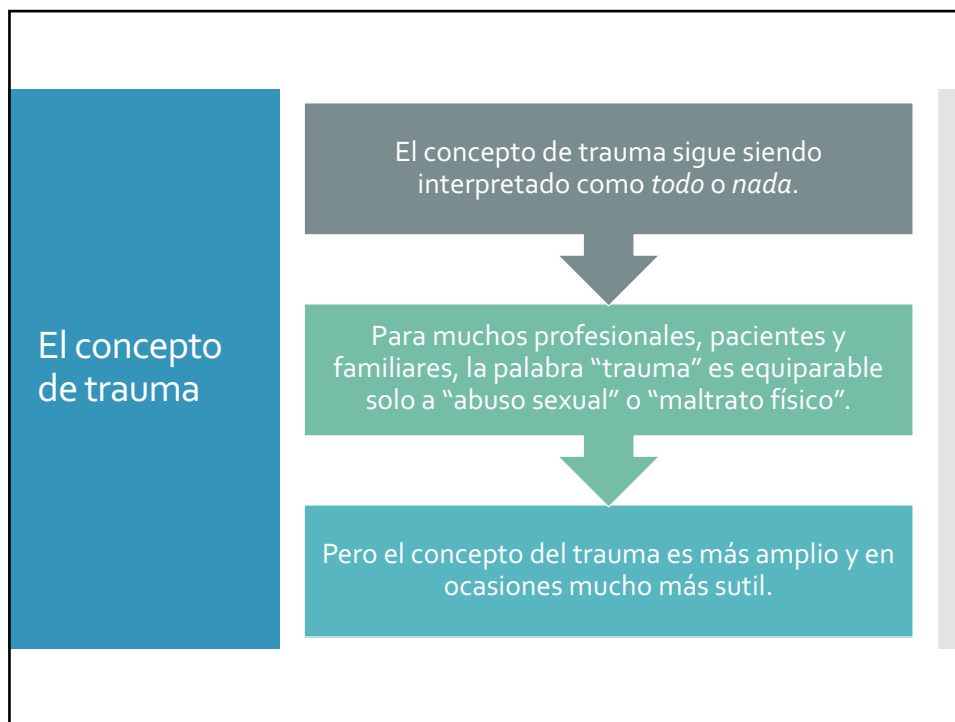 El concepto
de trauma
El concepto de trauma sigue siendo
interpretado como todo o nada.
Para muchos profesionales, pacientes y
familiares, la palabra “trauma” es equiparable
solo a “abuso sexual” o “maltrato físico”.
Pero el concepto del trauma es más amplio y en
ocasiones mucho más sutil.